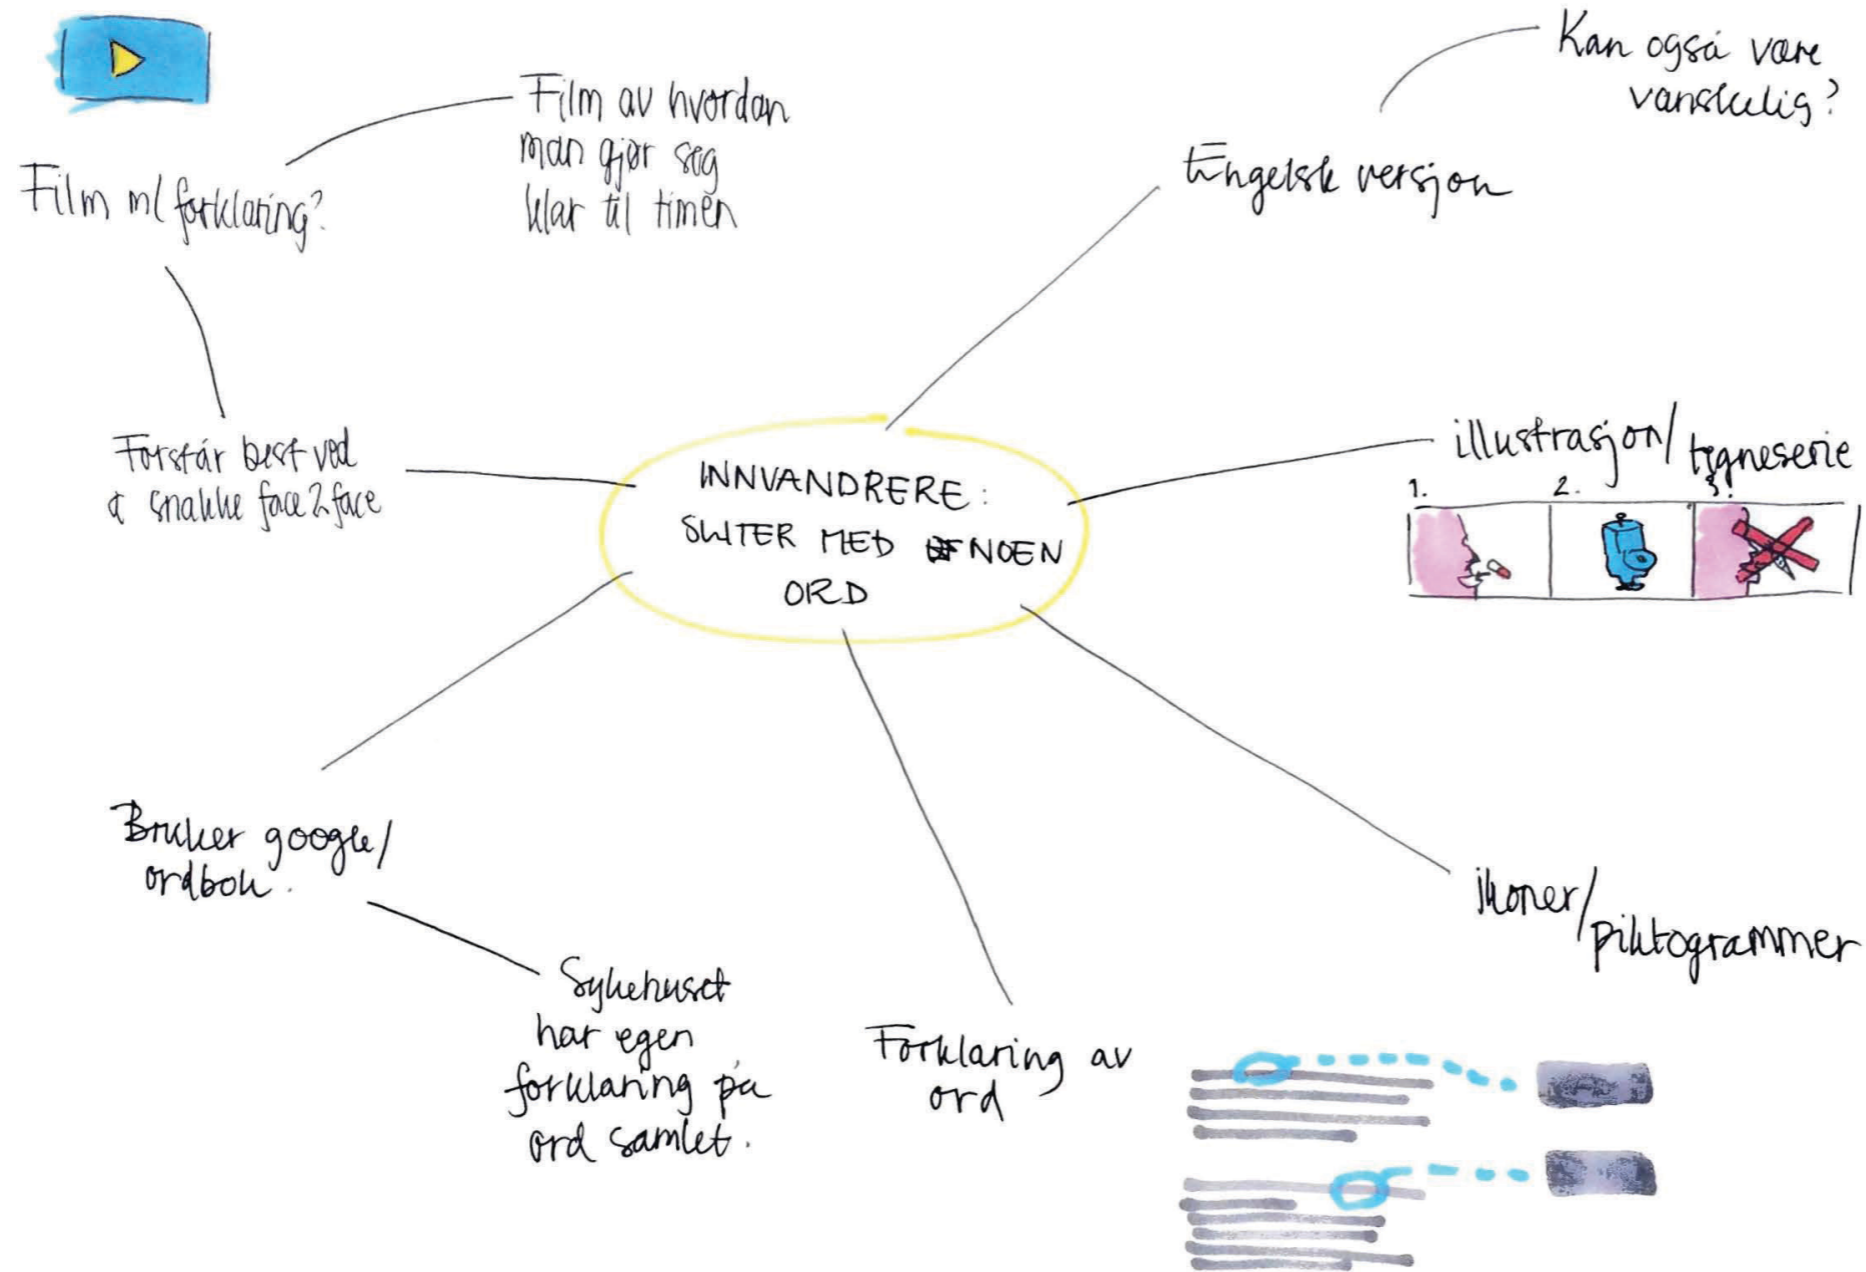 INNVANDRERE:
SLITER MED NOEN
ORD
Engelsk versjon
Kan også være
vanskelig?
illustrasjon/
tegneserie
1. 2. 3.
ikoner/
piktogrammer
Forklaring av
ord
Bruker google/
ordbok.
Sykehuset
har egen
forklaring på
ord samlet.
Forstår best ved
å snakke face2face
Film m/ forklaring?
Film av hvordan
man gjør seg
klar til timen